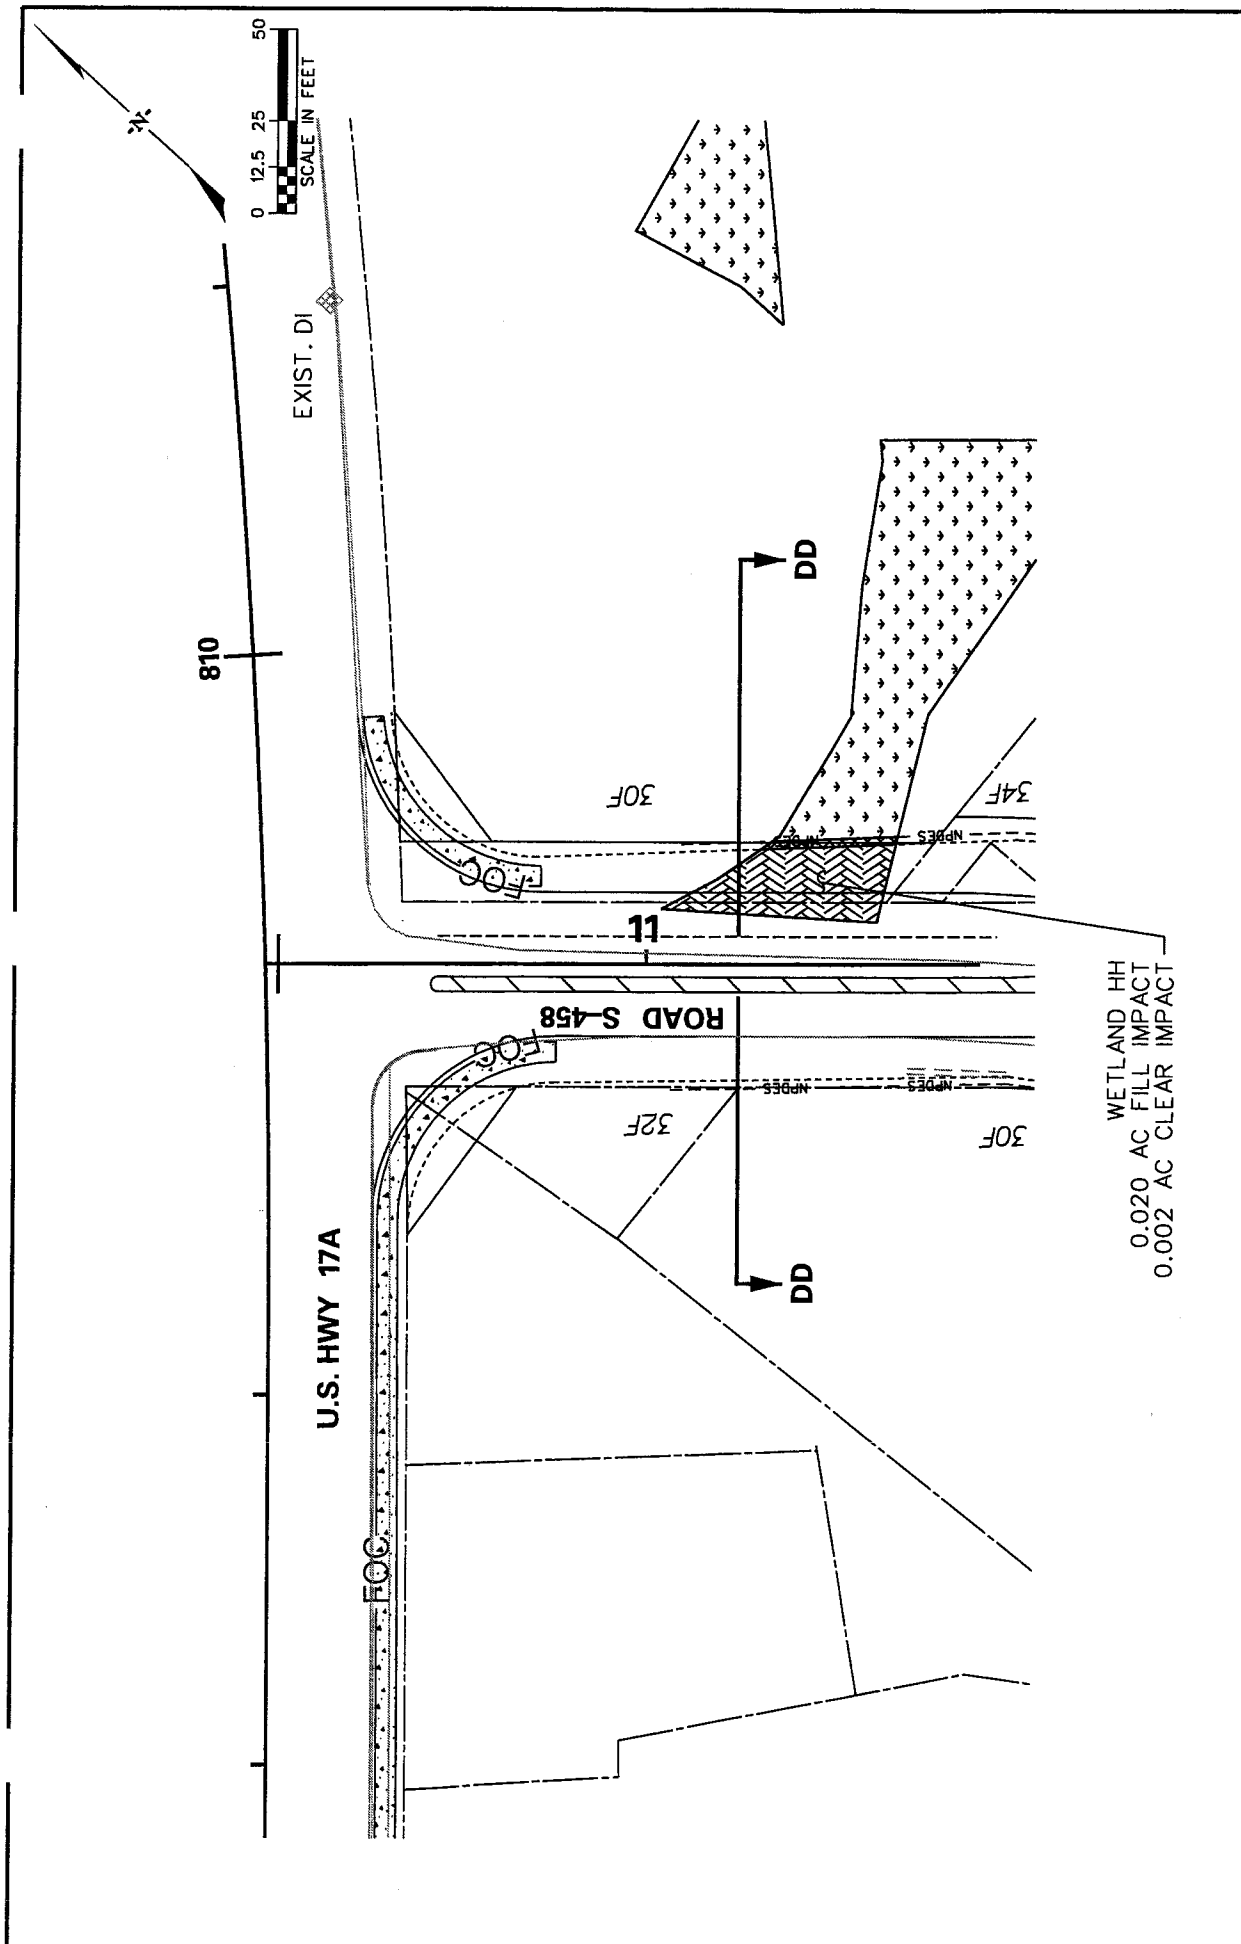 N
0 12.5 25 50
SCALE IN FEET
EXIST. DI
810
DD
30F
34F
FOC
NPDES
NPDES
11
ROAD S-458
FOC
NPDES
NPDES
32F
30F
WETLAND HH
0.020 AC FILL IMPACT
0.002 AC CLEAR IMPACT
DD
U.S. HWY 17A
FOC